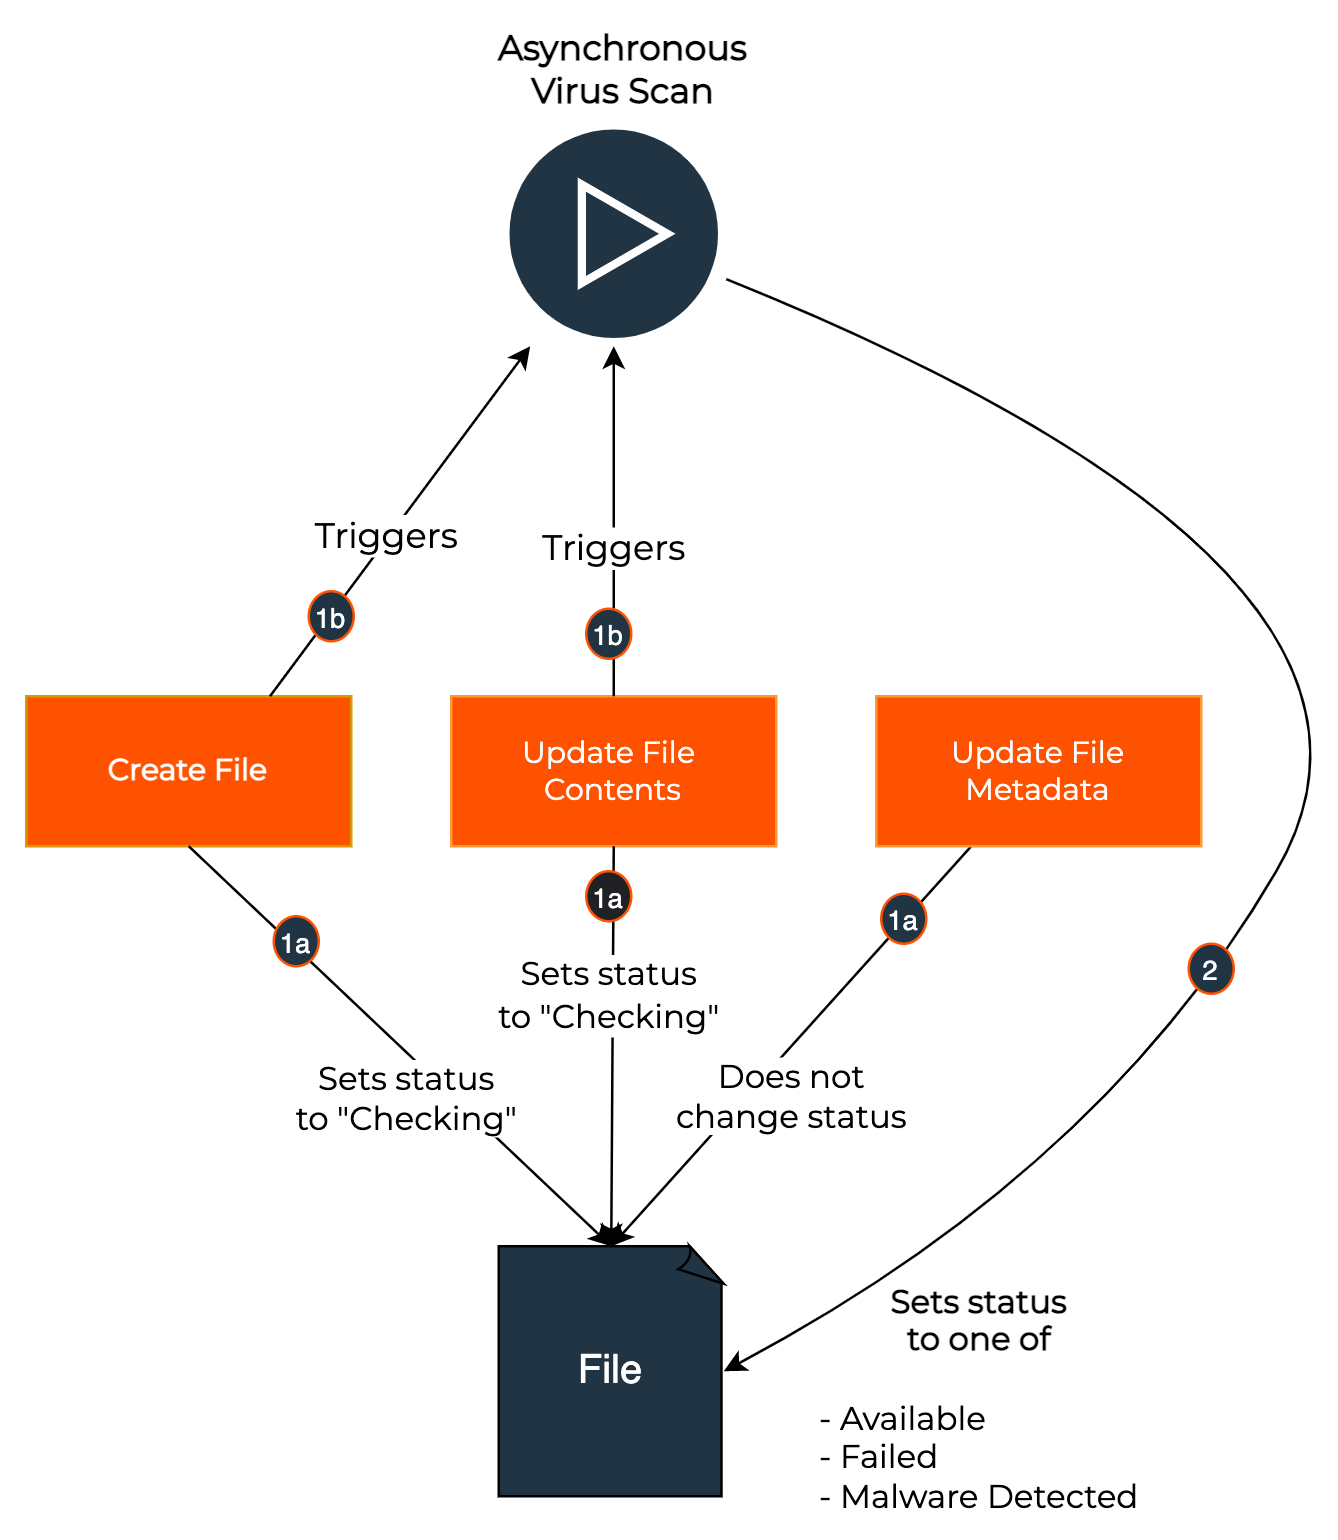 Asynchronous
Virus Scan
Triggers
Triggers
1b
1b
Create File
Update File
Contents
Update File
Metadata
1a
1a
1a
2
Sets status
to "Checking"
Sets status
to "Checking"
Does not
change status
File
Sets status
to one of
- Available
- Failed
- Malware Detected